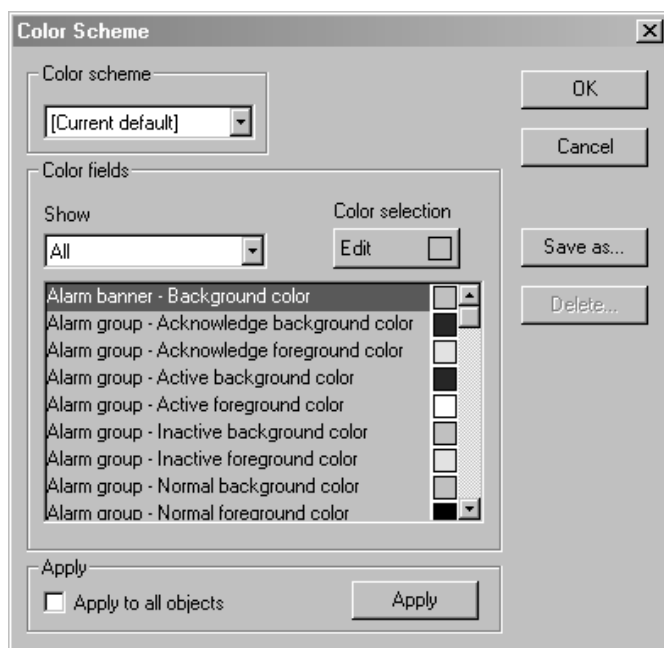 Color Scheme
Color scheme
[Current default]
OK
Cancel
Color fields
Show
Color selection
All
Edit
Save as...
Delete...
Alarm banner - Background color
Alarm group - Acknowledge background color
Alarm group - Acknowledge foreground color
Alarm group - Active background color
Alarm group - Active foreground color
Alarm group - Inactive background color
Alarm group - Inactive foreground color
Alarm group - Normal background color
Alarm group - Normal foreground color
Apply
Apply to all objects
Apply